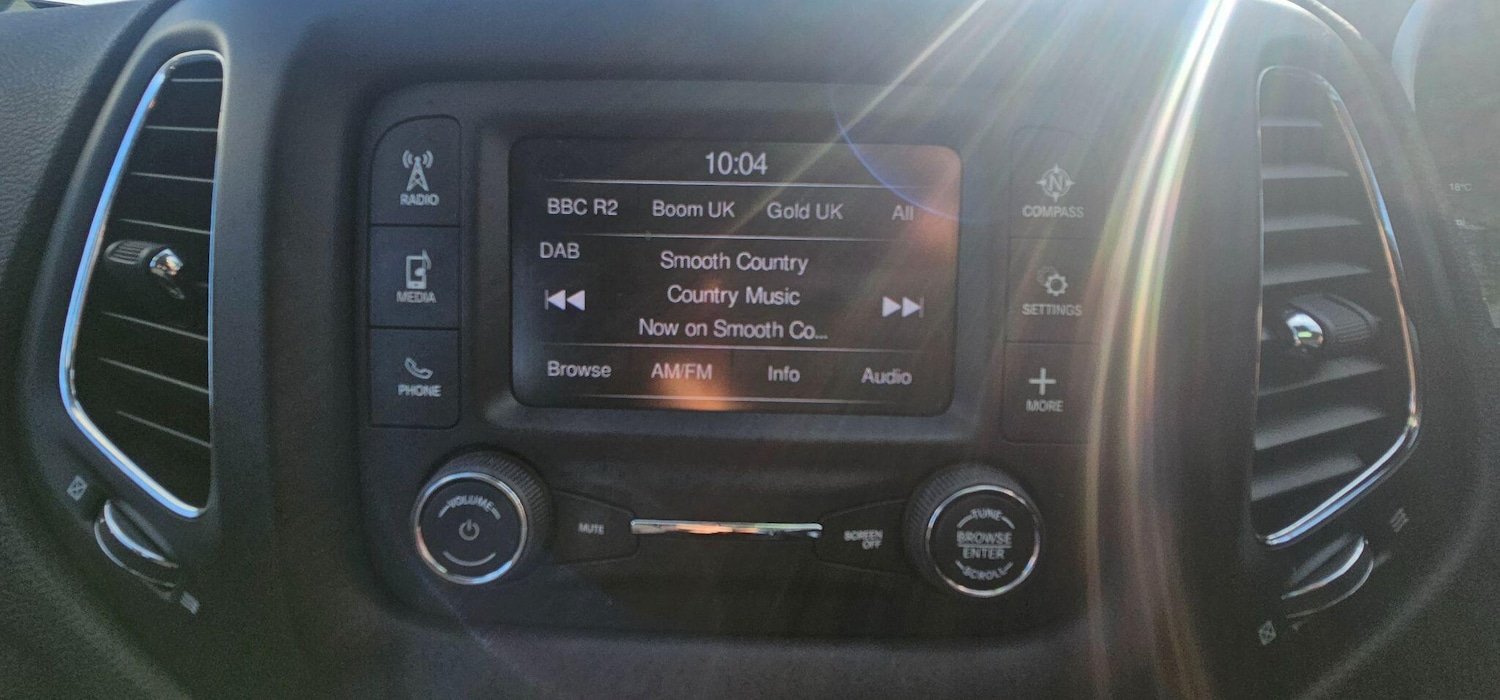 RADIO
MEDIA
PHONE
10:04
BBC R2 Boom UK Gold UK All
DAB
Smooth Country
Country Music
Now on Smooth Co...
Browse AM/FM Info Audio
N
COMPASS
SETTINGS
MORE
18°C
VOLUME
MUTE
SCREEN
OFF
TUNE
BROWSE
ENTER
SCROLL